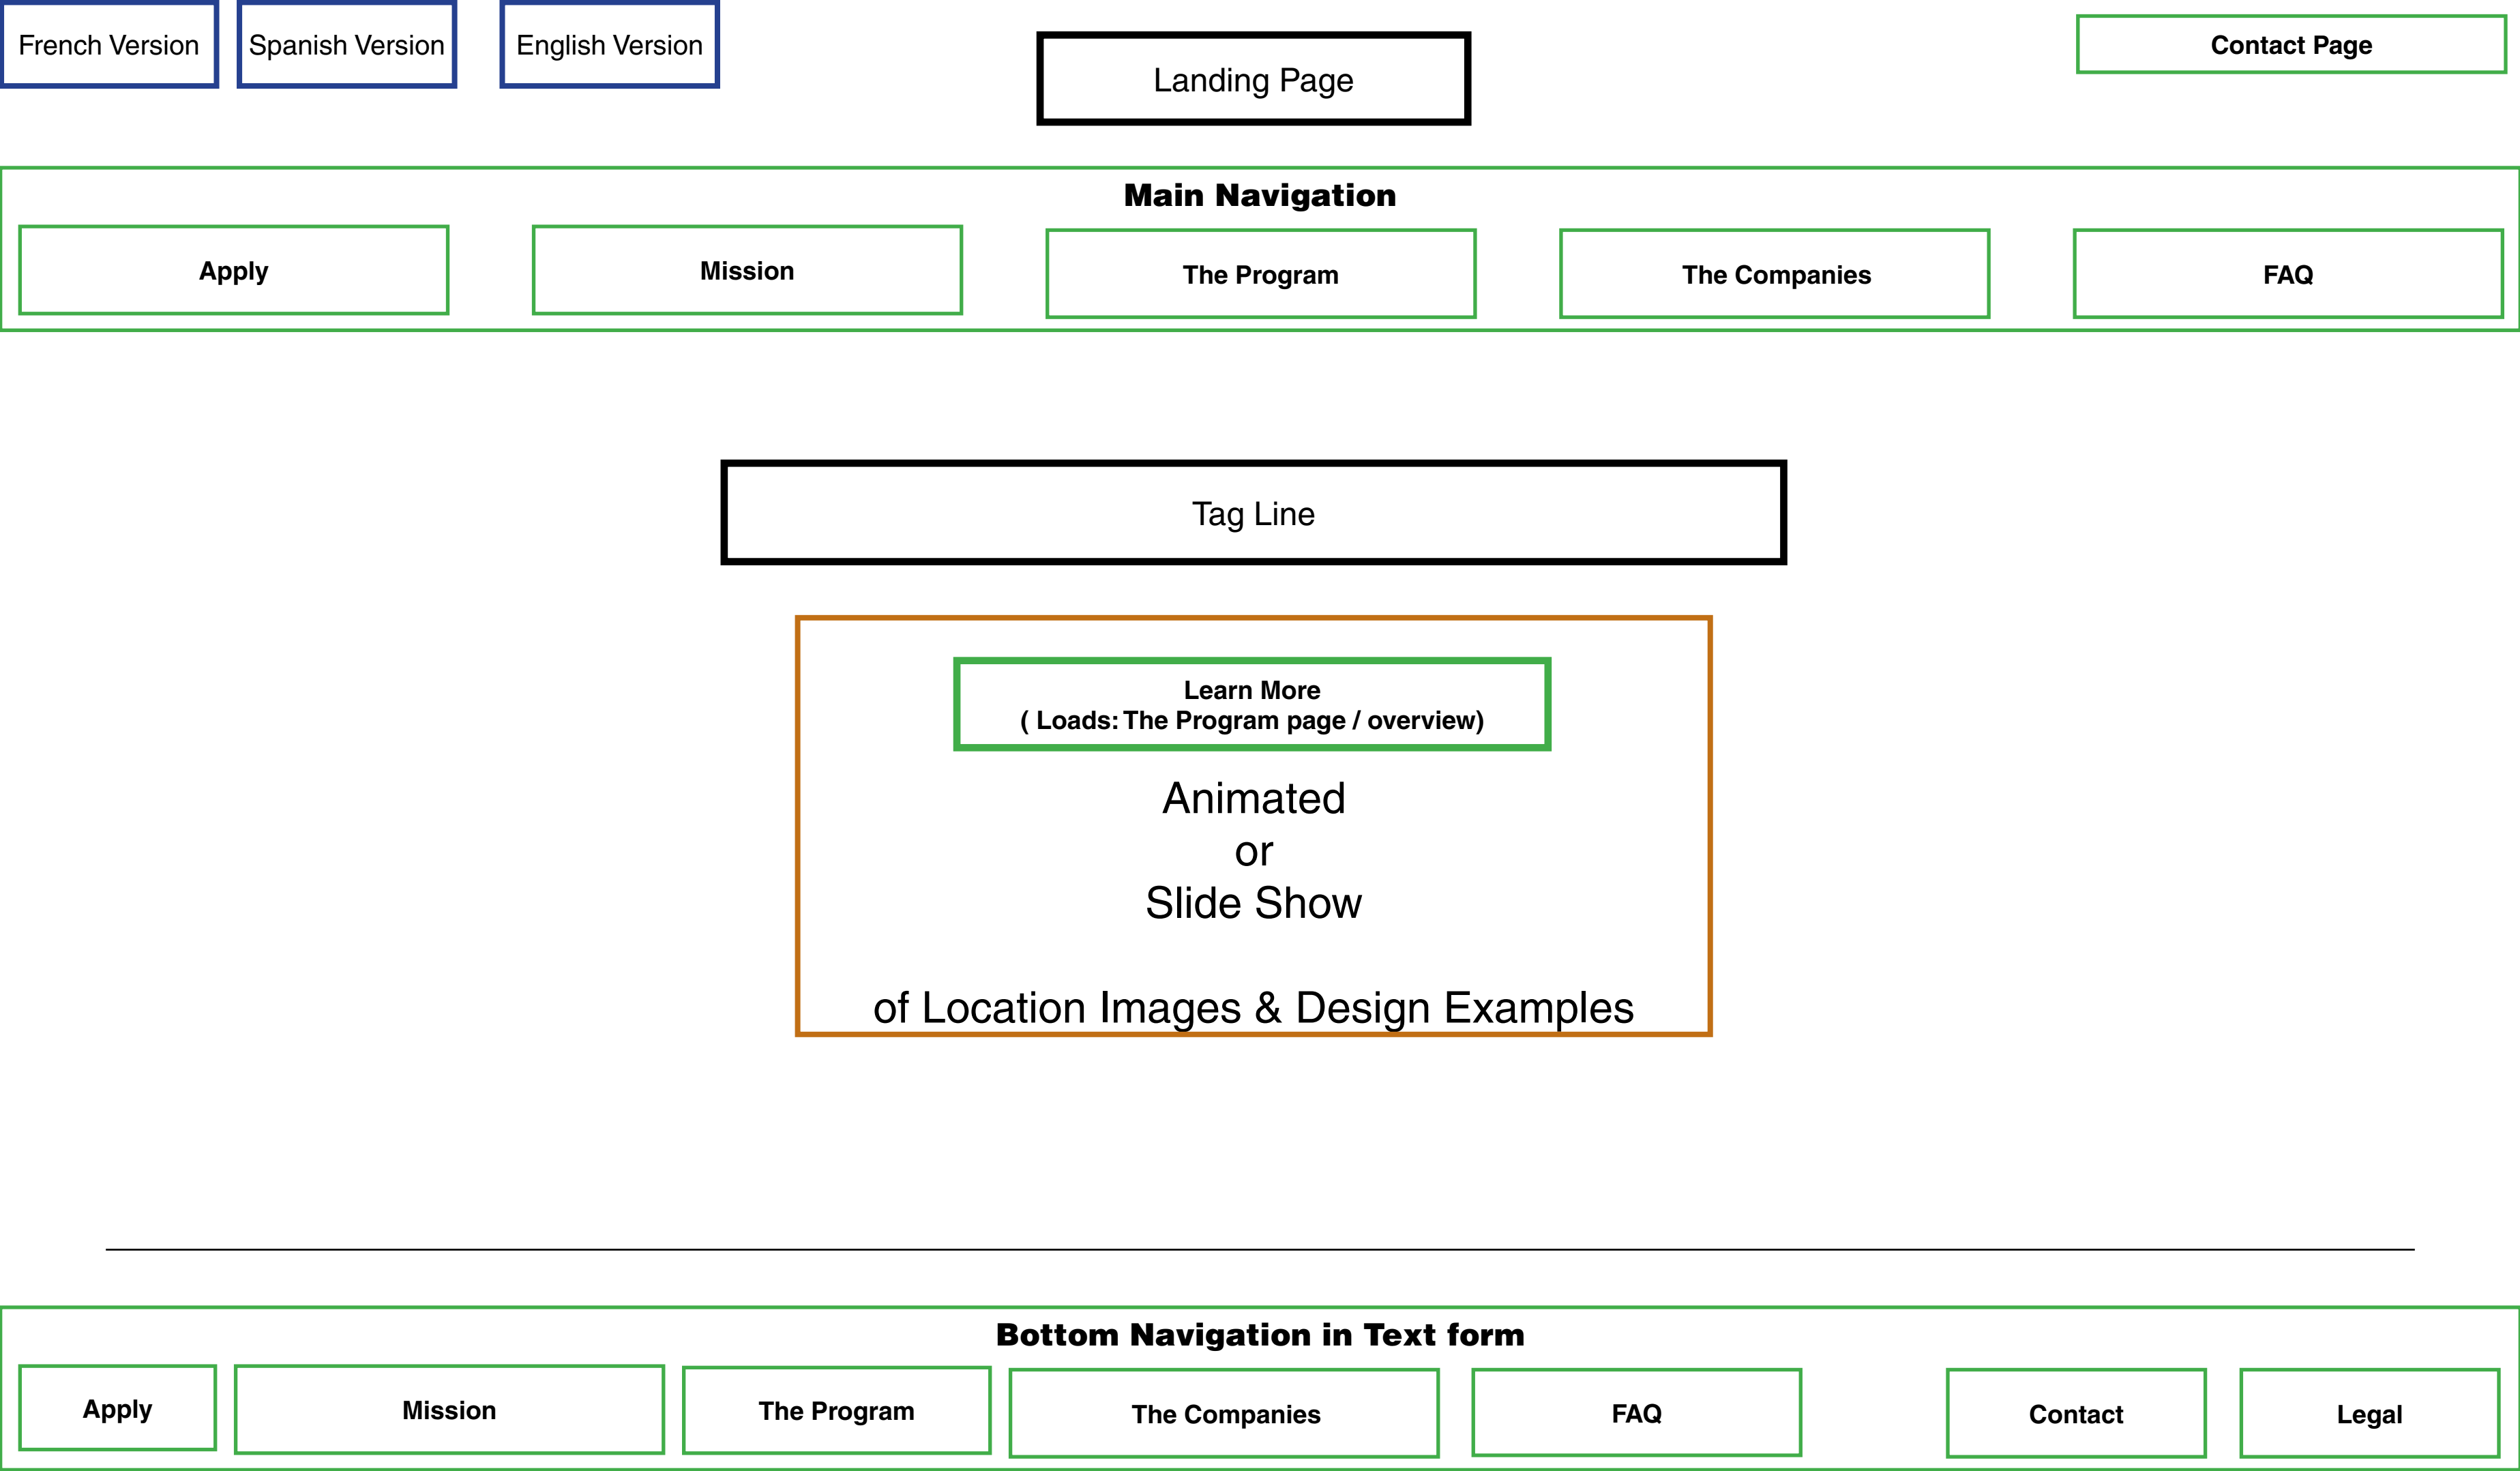 French Version
Spanish Version
English Version
Landing Page
Contact Page
Main Navigation
Apply
Mission
The Program
The Companies
FAQ
Tag Line
Learn More
( Loads: The Program page / overview)
Animated
or
Slide Show
of Location Images & Design Examples
Bottom Navigation in Text form
Apply
Mission
The Program
The Companies
FAQ
Contact
Legal